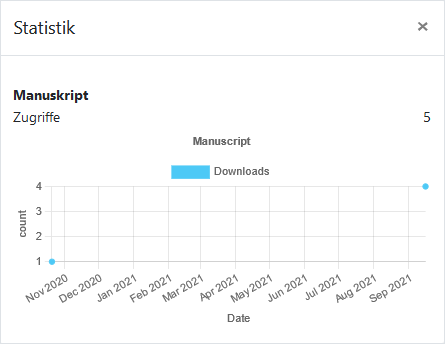 Statistik ×
Manuskript
Zugriffe 5
Manuscript
Downloads
4
3
2
1
count
Nov 2020 Dec 2020 Jan 2021 Feb 2021 Mar 2021 Apr 2021 May 2021 Jun 2021 Jul 2021 Aug 2021 Sep 2021
Date